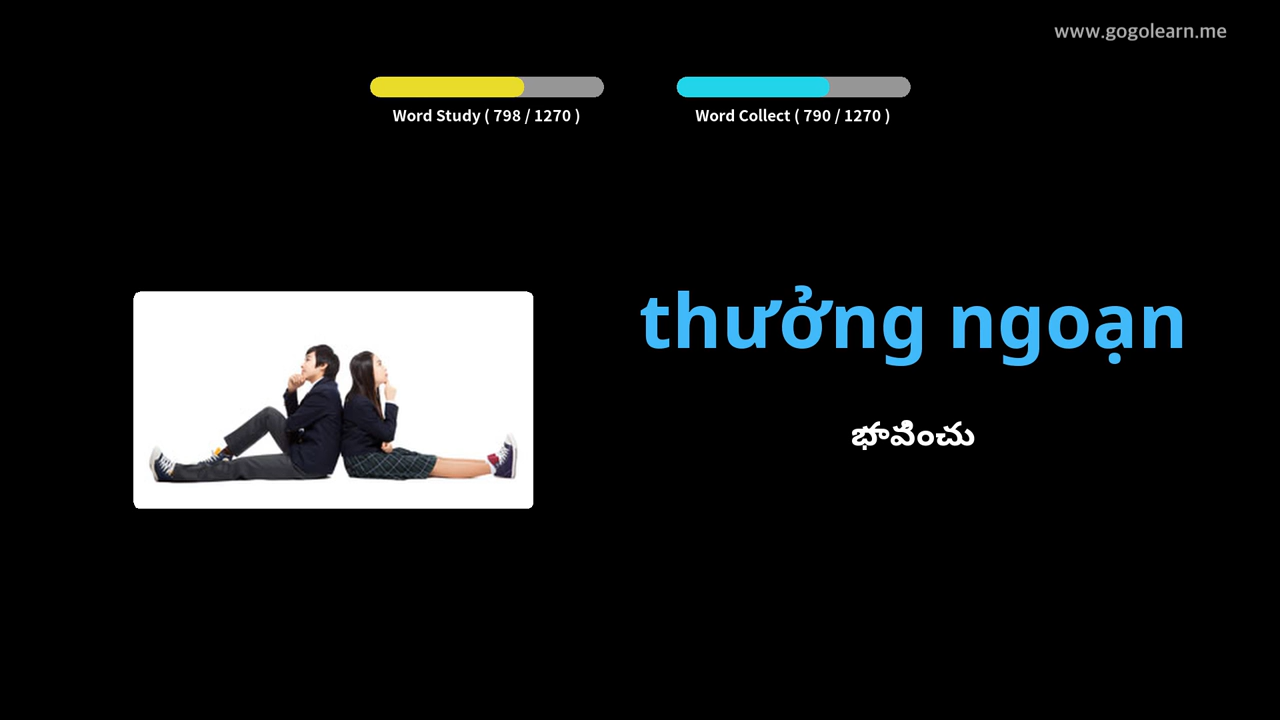 www.gogolearn.me
Word Study ( 798 / 1270 )
Word Collect ( 790 / 1270 )
thưởng ngoạn
భావించు